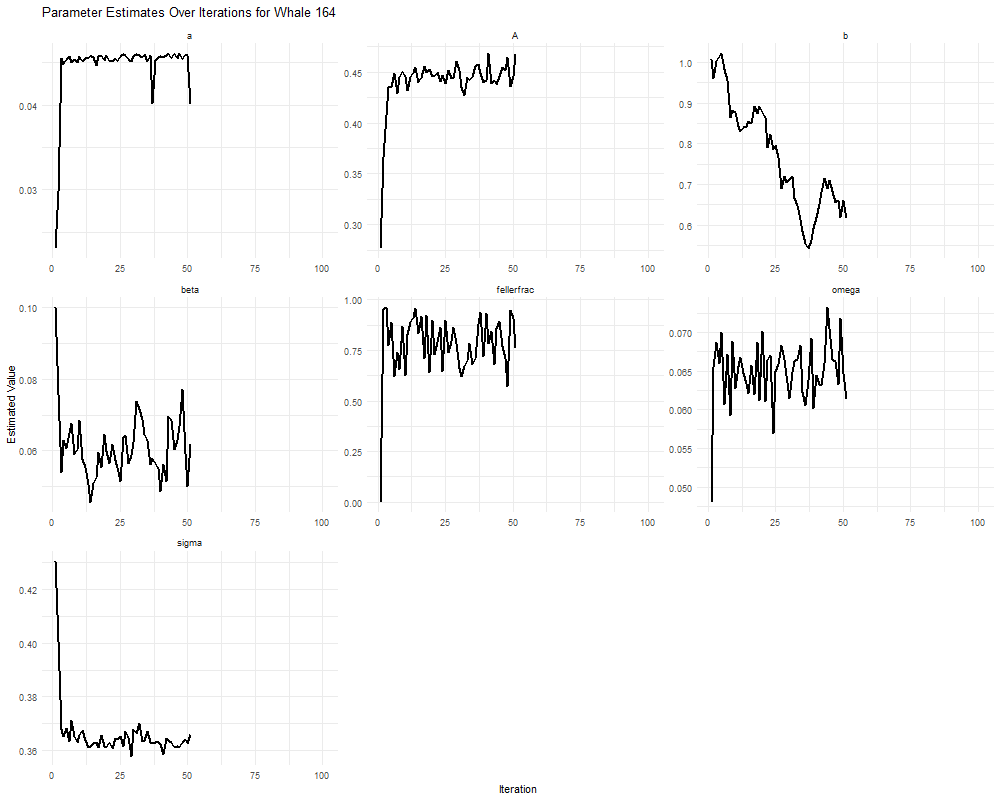 Parameter Estimates Over Iterations for Whale 164
a
A
b
0.04
0.03
0 25 50 75 100
0.45
0.40
0.35
0.30
0 25 50 75 100
1.0
0.9
0.8
0.7
0.6
0 25 50 75 100
beta
fellerfrac
omega
Estimated Value
0.10
0.08
0.06
0 25 50 75 100
1.00
0.75
0.50
0.25
0.00
0 25 50 75 100
0.070
0.065
0.060
0.055
0.050
0 25 50 75 100
sigma
0.42
0.40
0.38
0.36
0 25 50 75 100
Iteration